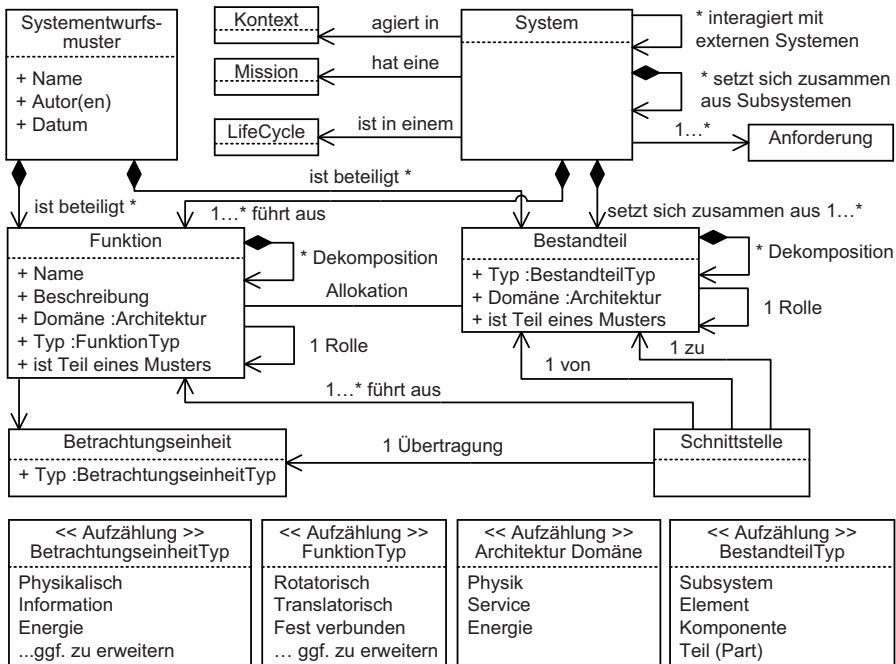 Systementwurfs-
muster
+ Name
+ Autor(en)
+ Datum
Kontext
Mission
LifeCycle
agiert in
hat eine
ist in einem
System
* interagiert mit
externen Systemen
* setzt sich zusammen
aus Subsystemen
1…*
Anforderung
ist beteiligt *
ist beteiligt *
1…* führt aus
setzt sich zusammen aus 1…*
Funktion
+ Name
+ Beschreibung
+ Domäne :Architektur
+ Typ :FunktionTyp
+ ist Teil eines Musters
* Dekomposition
Allokation
1 Rolle
Bestandteil
+ Typ :BestandteilTyp
+ Domäne :Architektur
+ ist Teil eines Musters
* Dekomposition
1 Rolle
1 von
1 zu
1…* führt aus
Betrachtungseinheit
+ Typ :BetrachtungseinheitTyp
1 Übertragung
Schnittstelle
<< Aufzählung >>
BetrachtungseinheitTyp
Physikalisch
Information
Energie
...ggf. zu erweitern
<< Aufzählung >>
FunktionTyp
Rotatorisch
Translatorisch
Fest verbunden
… ggf. zu erweitern
<< Aufzählung >>
Architektur Domäne
Physik
Service
Energie
<< Aufzählung >>
BestandteilTyp
Subsystem
Element
Komponente
Teil (Part)